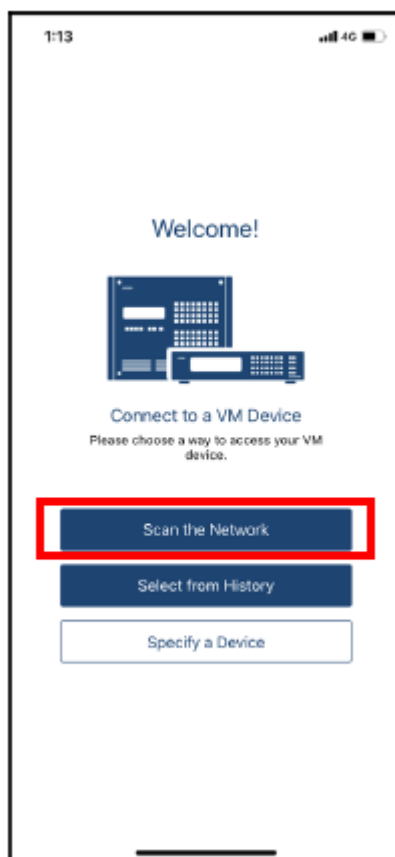 1:13 4G
Welcome!
Connect to a VM Device
Please choose a way to access your VM
device.
Scan the Network
Select from History
Specify a Device